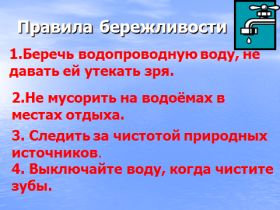 Правила бережливости
1.Беречь водопроводную воду, не
давать ей утекать зря.
2.Не мусорить на водоёмах в
местах отдыха.
3. Следить за чистотой природных
источников.
4. Выключайте воду, когда чистите
зубы.